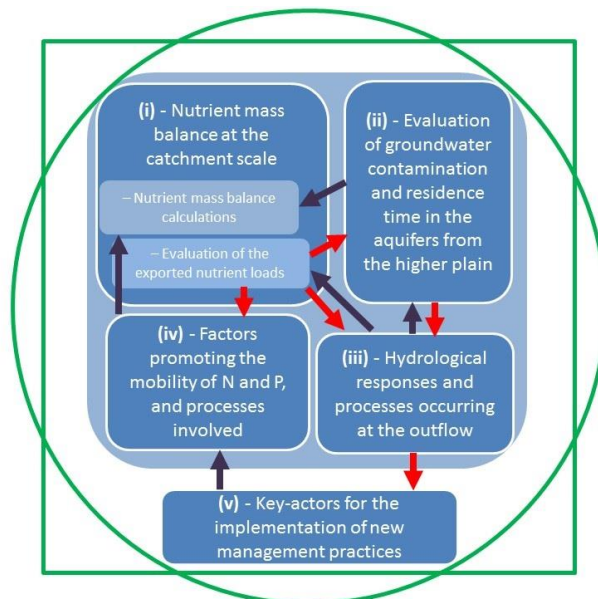 (i) - Nutrient mass
balance at the
catchment scale
– Nutrient mass balance
calculations
– Evaluation of the
exported nutrient loads
(ii) - Evaluation
of groundwater
contamination
and residence
time in the
aquifers from
the higher plain
(iv) - Factors
promoting the
mobility of N and P,
and processes
involved
(iii) - Hydrological
responses and
processes occurring
at the outflow
(v) - Key-actors for the
implementation of new
management practices